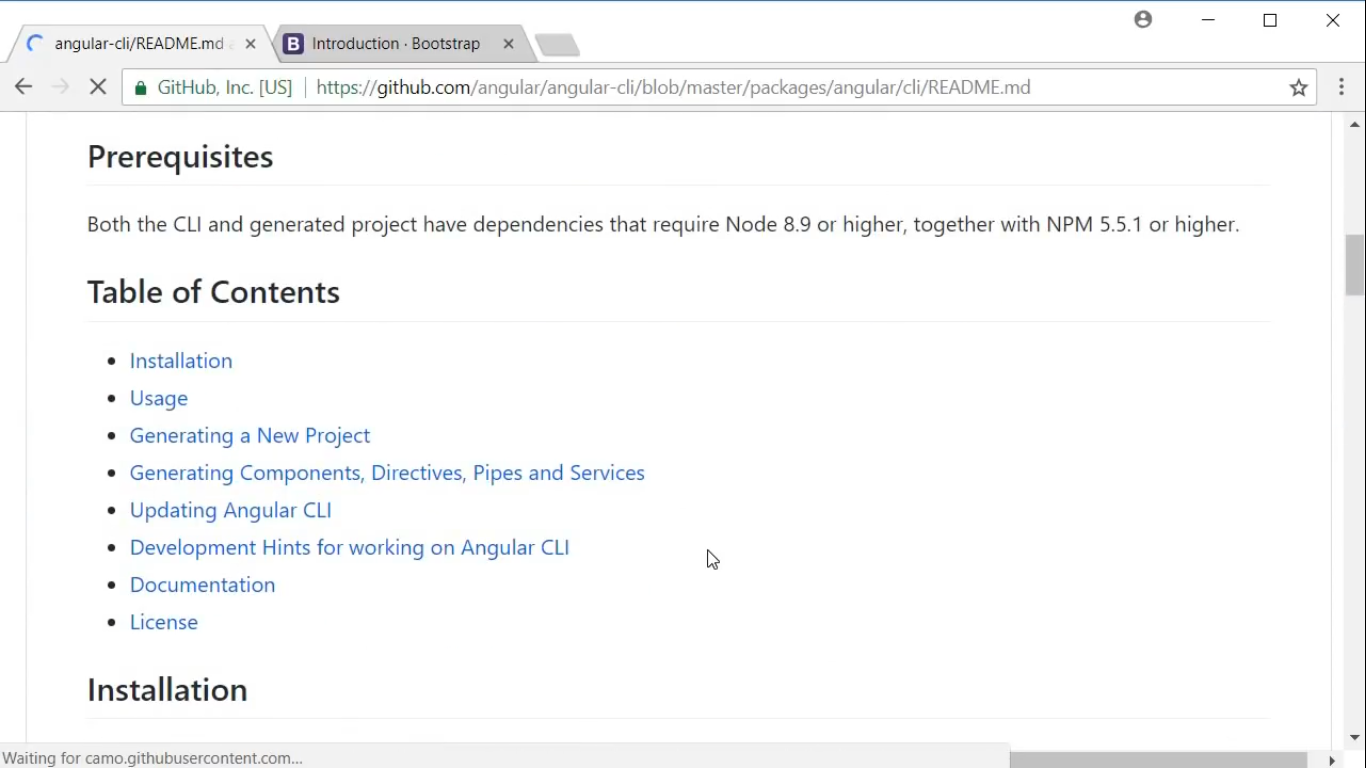 angular-cli/README.md
Introduction · Bootstrap
GitHub, Inc. [US]
https://github.com/angular/angular-cli/blob/master/packages/angular/cli/README.md
Prerequisites
Both the CLI and generated project have dependencies that require Node 8.9 or higher, together with NPM 5.5.1 or higher.
Table of Contents
Installation
Usage
Generating a New Project
Generating Components, Directives, Pipes and Services
Updating Angular CLI
Development Hints for working on Angular CLI
Documentation
License
Installation
Waiting for camo.githubusercontent.com...